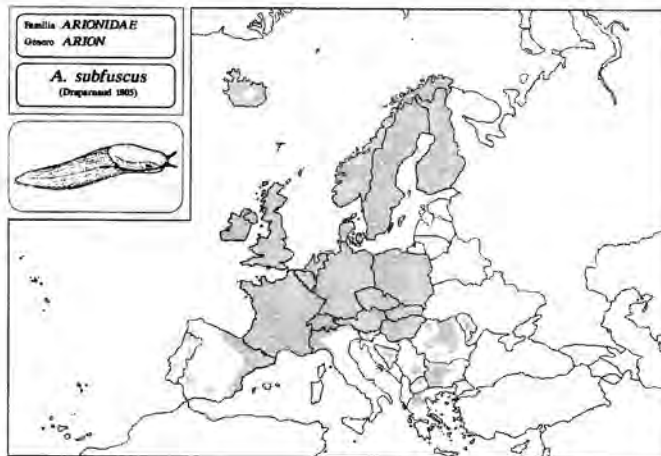 Familia ARIONIDAE
Género ARION
A. subfuscus
(Draparnaud 1805)